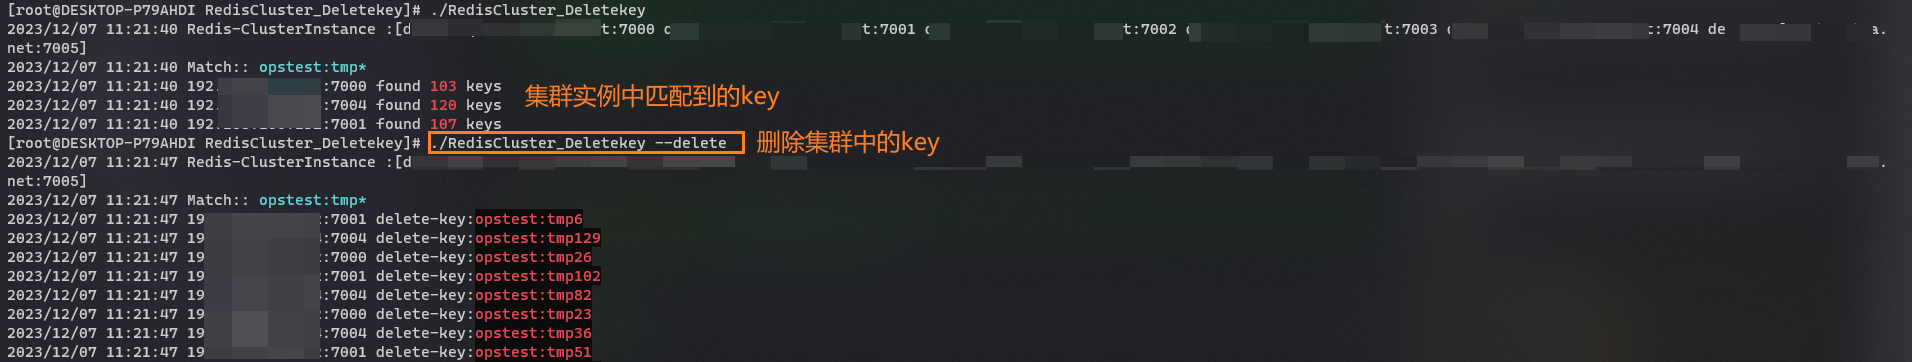 [root@DESKTOP-P79AHDI RedisCluster_Deletekey]# ./RedisCluster_Deletekey
2023/12/07 11:21:40 Redis-ClusterInstance :[d t:7000 t:7001 t:7002 t:7003 t:7004 de a.
net:7005]
2023/12/07 11:21:40 Match:: opstest:tmp*
2023/12/07 11:21:40 192. :7000 found 103 keys
集群实例中匹配到的key
2023/12/07 11:21:40 192. :7004 found 120 keys
2023/12/07 11:21:40 192. :7001 found 107 keys
[root@DESKTOP-P79AHDI RedisCluster_Deletekey]# ./RedisCluster_Deletekey --delete
删除集群中的key
2023/12/07 11:21:47 Redis-ClusterInstance :[d .
net:7005]
2023/12/07 11:21:47 Match:: opstest:tmp*
2023/12/07 11:21:47 19 :7001 delete-key:opstest:tmp6
2023/12/07 11:21:47 19 :7004 delete-key:opstest:tmp129
2023/12/07 11:21:47 19 :7000 delete-key:opstest:tmp26
2023/12/07 11:21:47 19 :7001 delete-key:opstest:tmp102
2023/12/07 11:21:47 19 :7004 delete-key:opstest:tmp82
2023/12/07 11:21:47 19 :7000 delete-key:opstest:tmp23
2023/12/07 11:21:47 19 :7004 delete-key:opstest:tmp36
2023/12/07 11:21:47 19 :7001 delete-key:opstest:tmp51